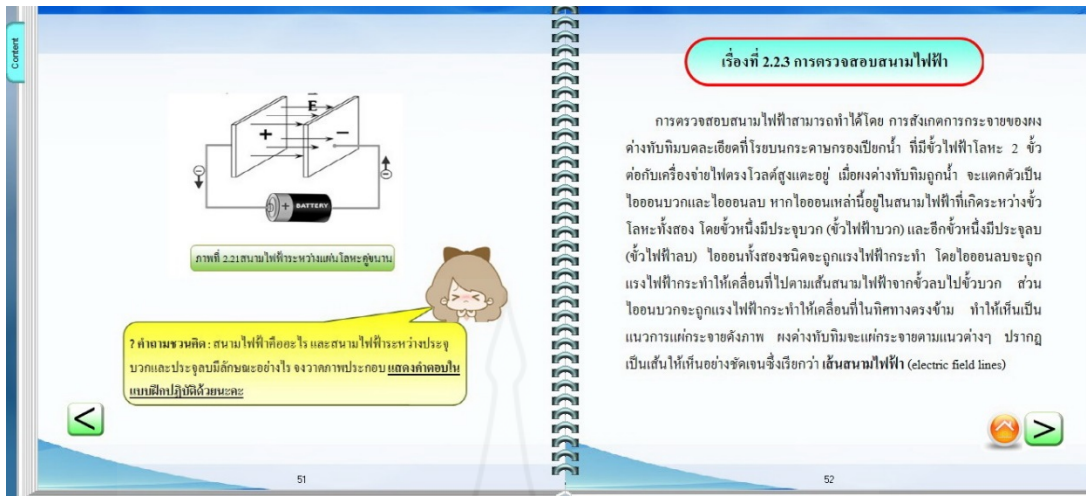 Content
E
+
−
+ BATTERY
ภาพที่ 2.21สนามไฟฟ้าระหว่างแผ่นโลหะคู่ขนาน
? คำถามชวนคิด : สนามไฟฟ้าคืออะไร และสนามไฟฟ้าระหว่างประจุ
บวกและประจุลบมีลักษณะอย่างไร จงวาดภาพประกอบ แสดงคำตอบใน
แบบฝึกปฏิบัติด้วยนะคะ
<
51
เรื่องที่ 2.2.3 การตรวจสอบสนามไฟฟ้า
การตรวจสอบสนามไฟฟ้าสามารถทำได้โดย การสังเกตการกระจายของผง
ด่างทับทิมบดละเอียดที่โรยบนกระดาษกรองเปียกน้ำ ที่มีขั้วไฟฟ้าโลหะ 2 ขั้ว
ต่อกับเครื่องจ่ายไฟตรงโวลต์สูงแตะอยู่ เมื่อผงด่างทับทิมถูกน้ำ จะแตกตัวเป็น
ไอออนบวกและไอออนลบ หากไอออนเหล่านี้อยู่ในสนามไฟฟ้าที่เกิดระหว่างขั้ว
โลหะทั้งสอง โดยขั้วหนึ่งมีประจุบวก (ขั้วไฟฟ้าบวก) และอีกขั้วหนึ่งมีประจุลบ
(ขั้วไฟฟ้าลบ) ไอออนทั้งสองชนิดจะถูกแรงไฟฟ้ากระทำ โดยไอออนลบจะถูก
แรงไฟฟ้ากระทำให้เคลื่อนที่ไปตามเส้นสนามไฟฟ้าจากขั้วลบไปขั้วบวก ส่วน
ไอออนบวกจะถูกแรงไฟฟ้ากระทำให้เคลื่อนที่ในทิศทางตรงข้าม ทำให้เห็นเป็น
แนวการแผ่กระจายดังภาพ ผงด่างทับทิมจะแผ่กระจายตามแนวต่างๆ ปรากฏ
เป็นเส้นให้เห็นอย่างชัดเจนซึ่งเรียกว่า เส้นสนามไฟฟ้า (electric field lines)
>
52